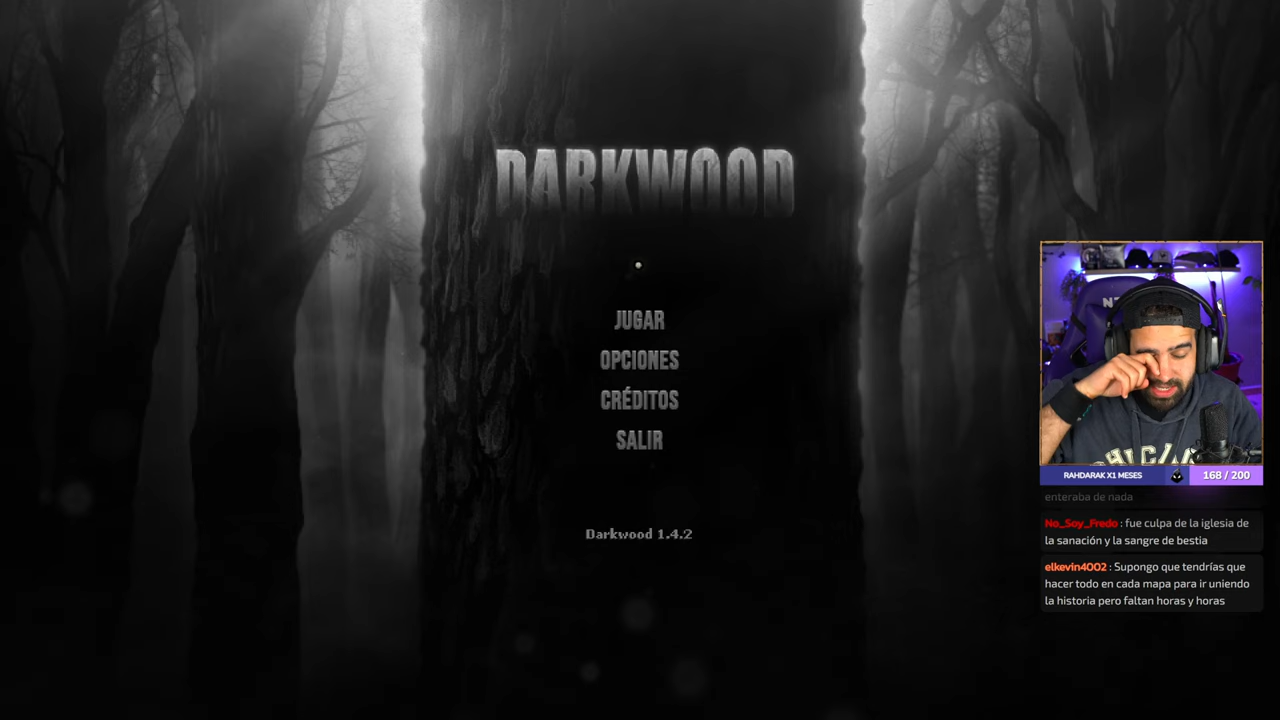 DARKWOOD
JUGAR
OPCIONES
CRÉDITOS
SALIR
Darkwood 1.4.2
RAHDARAK X1 MESES
168 / 200
enteraba de nada
No_Soy_Fredo : fue culpa de la iglesia de
la sanación y la sangre de bestia
elkevin4002 : Supongo que tendrías que
hacer todo en cada mapa para ir uniendo
la historia pero faltan horas y horas